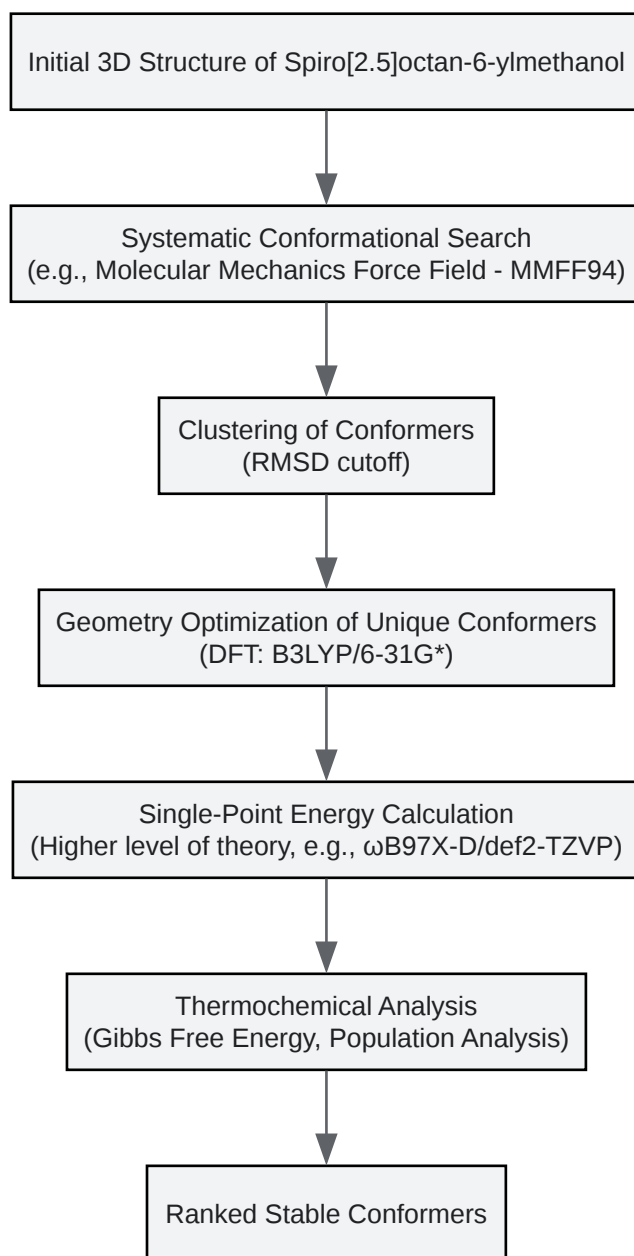 Initial 3D Structure of Spiro[2.5]octan-6-ylmethanol
Systematic Conformational Search
(e.g., Molecular Mechanics Force Field - MMFF94)
Clustering of Conformers
(RMSD cutoff)
Geometry Optimization of Unique Conformers
(DFT: B3LYP/6-31G*)
Single-Point Energy Calculation
(Higher level of theory, e.g., ωB97X-D/def2-TZVP)
Thermochemical Analysis
(Gibbs Free Energy, Population Analysis)
Ranked Stable Conformers